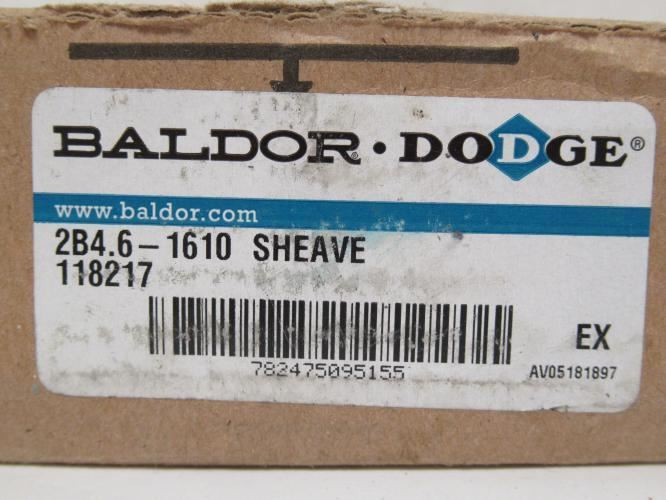 BALDOR · DODGE®
www.baldor.com
2B4.6-1610 SHEAVE
118217
782475095155
EX
AV05181897